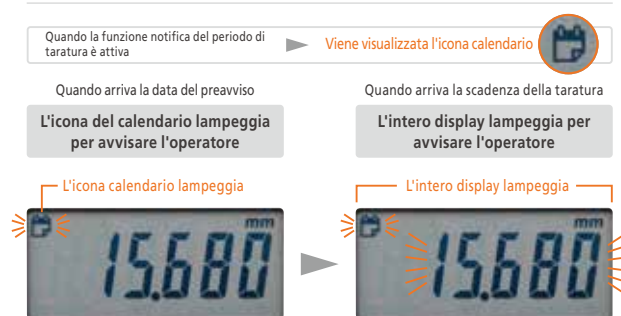 Quando la funzione notifica del periodo di
taratura è attiva
Viene visualizzata l'icona calendario
Quando arriva la data del preavviso
Quando arriva la scadenza della taratura
L'icona del calendario lampeggia
per avvisare l'operatore
L'intero display lampeggia per
avvisare l'operatore
L'icona calendario lampeggia
L'intero display lampeggia
mm
15.680
mm
15.680